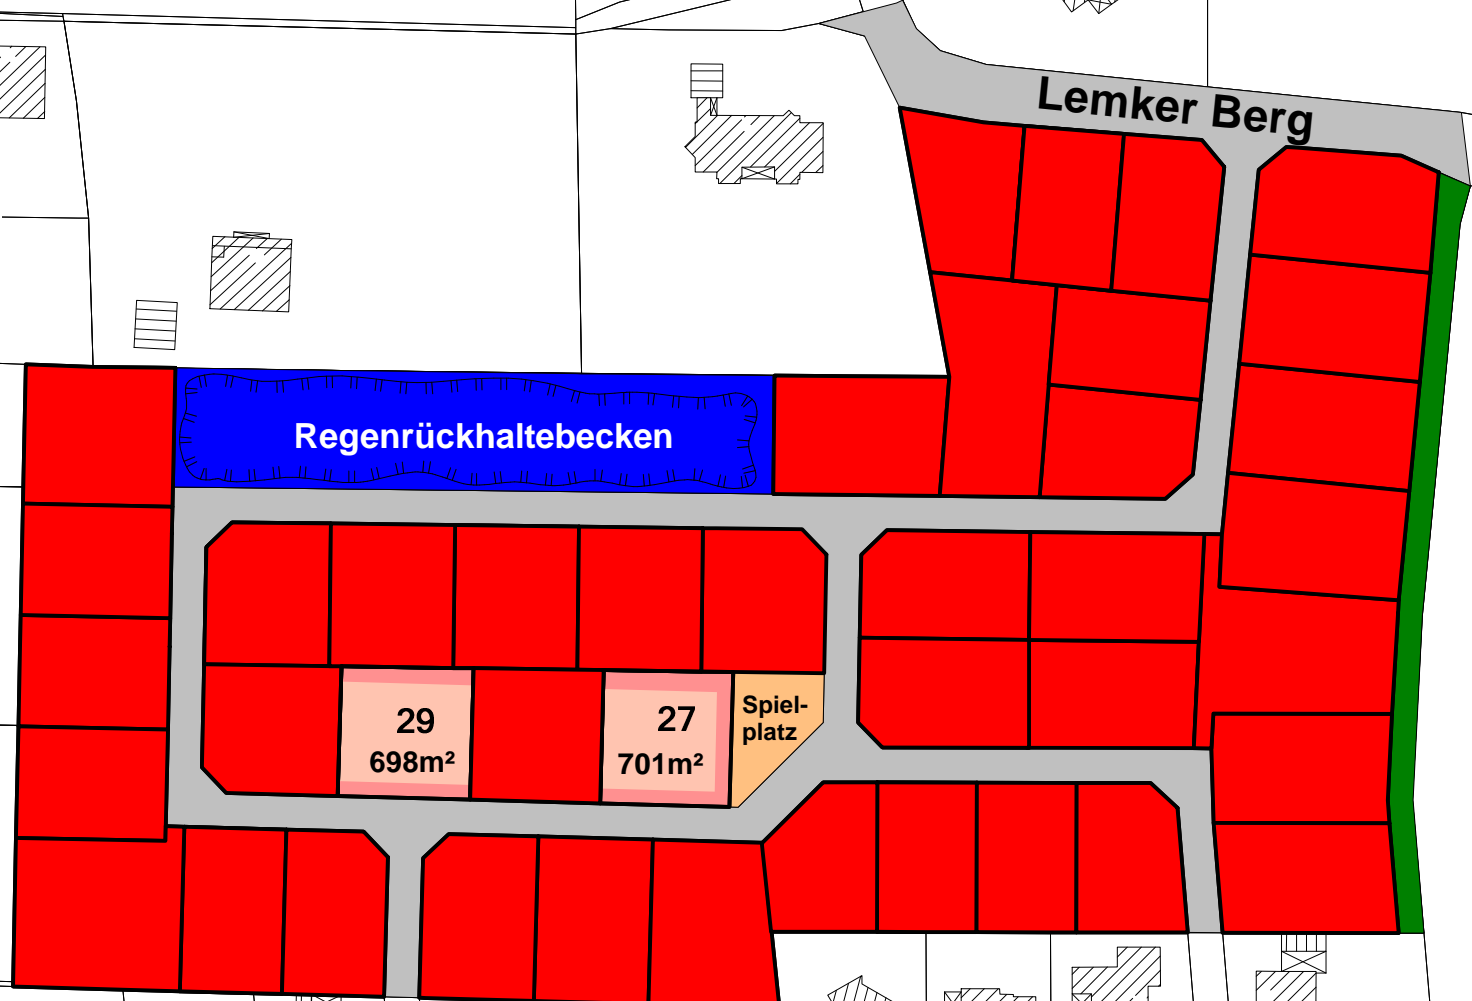 Lemker Berg
Regenrückhaltebecken
29
698m²
27
701m²
Spiel-
platz